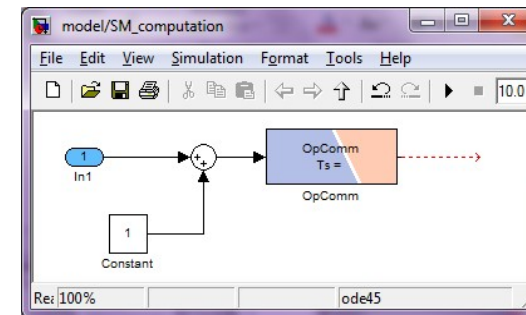 model/SM_computation
File Edit View Simulation Format Tools Help
10.0
1
In1
+
+
OpComm
Ts =
OpComm
1
Constant
100%
ode45